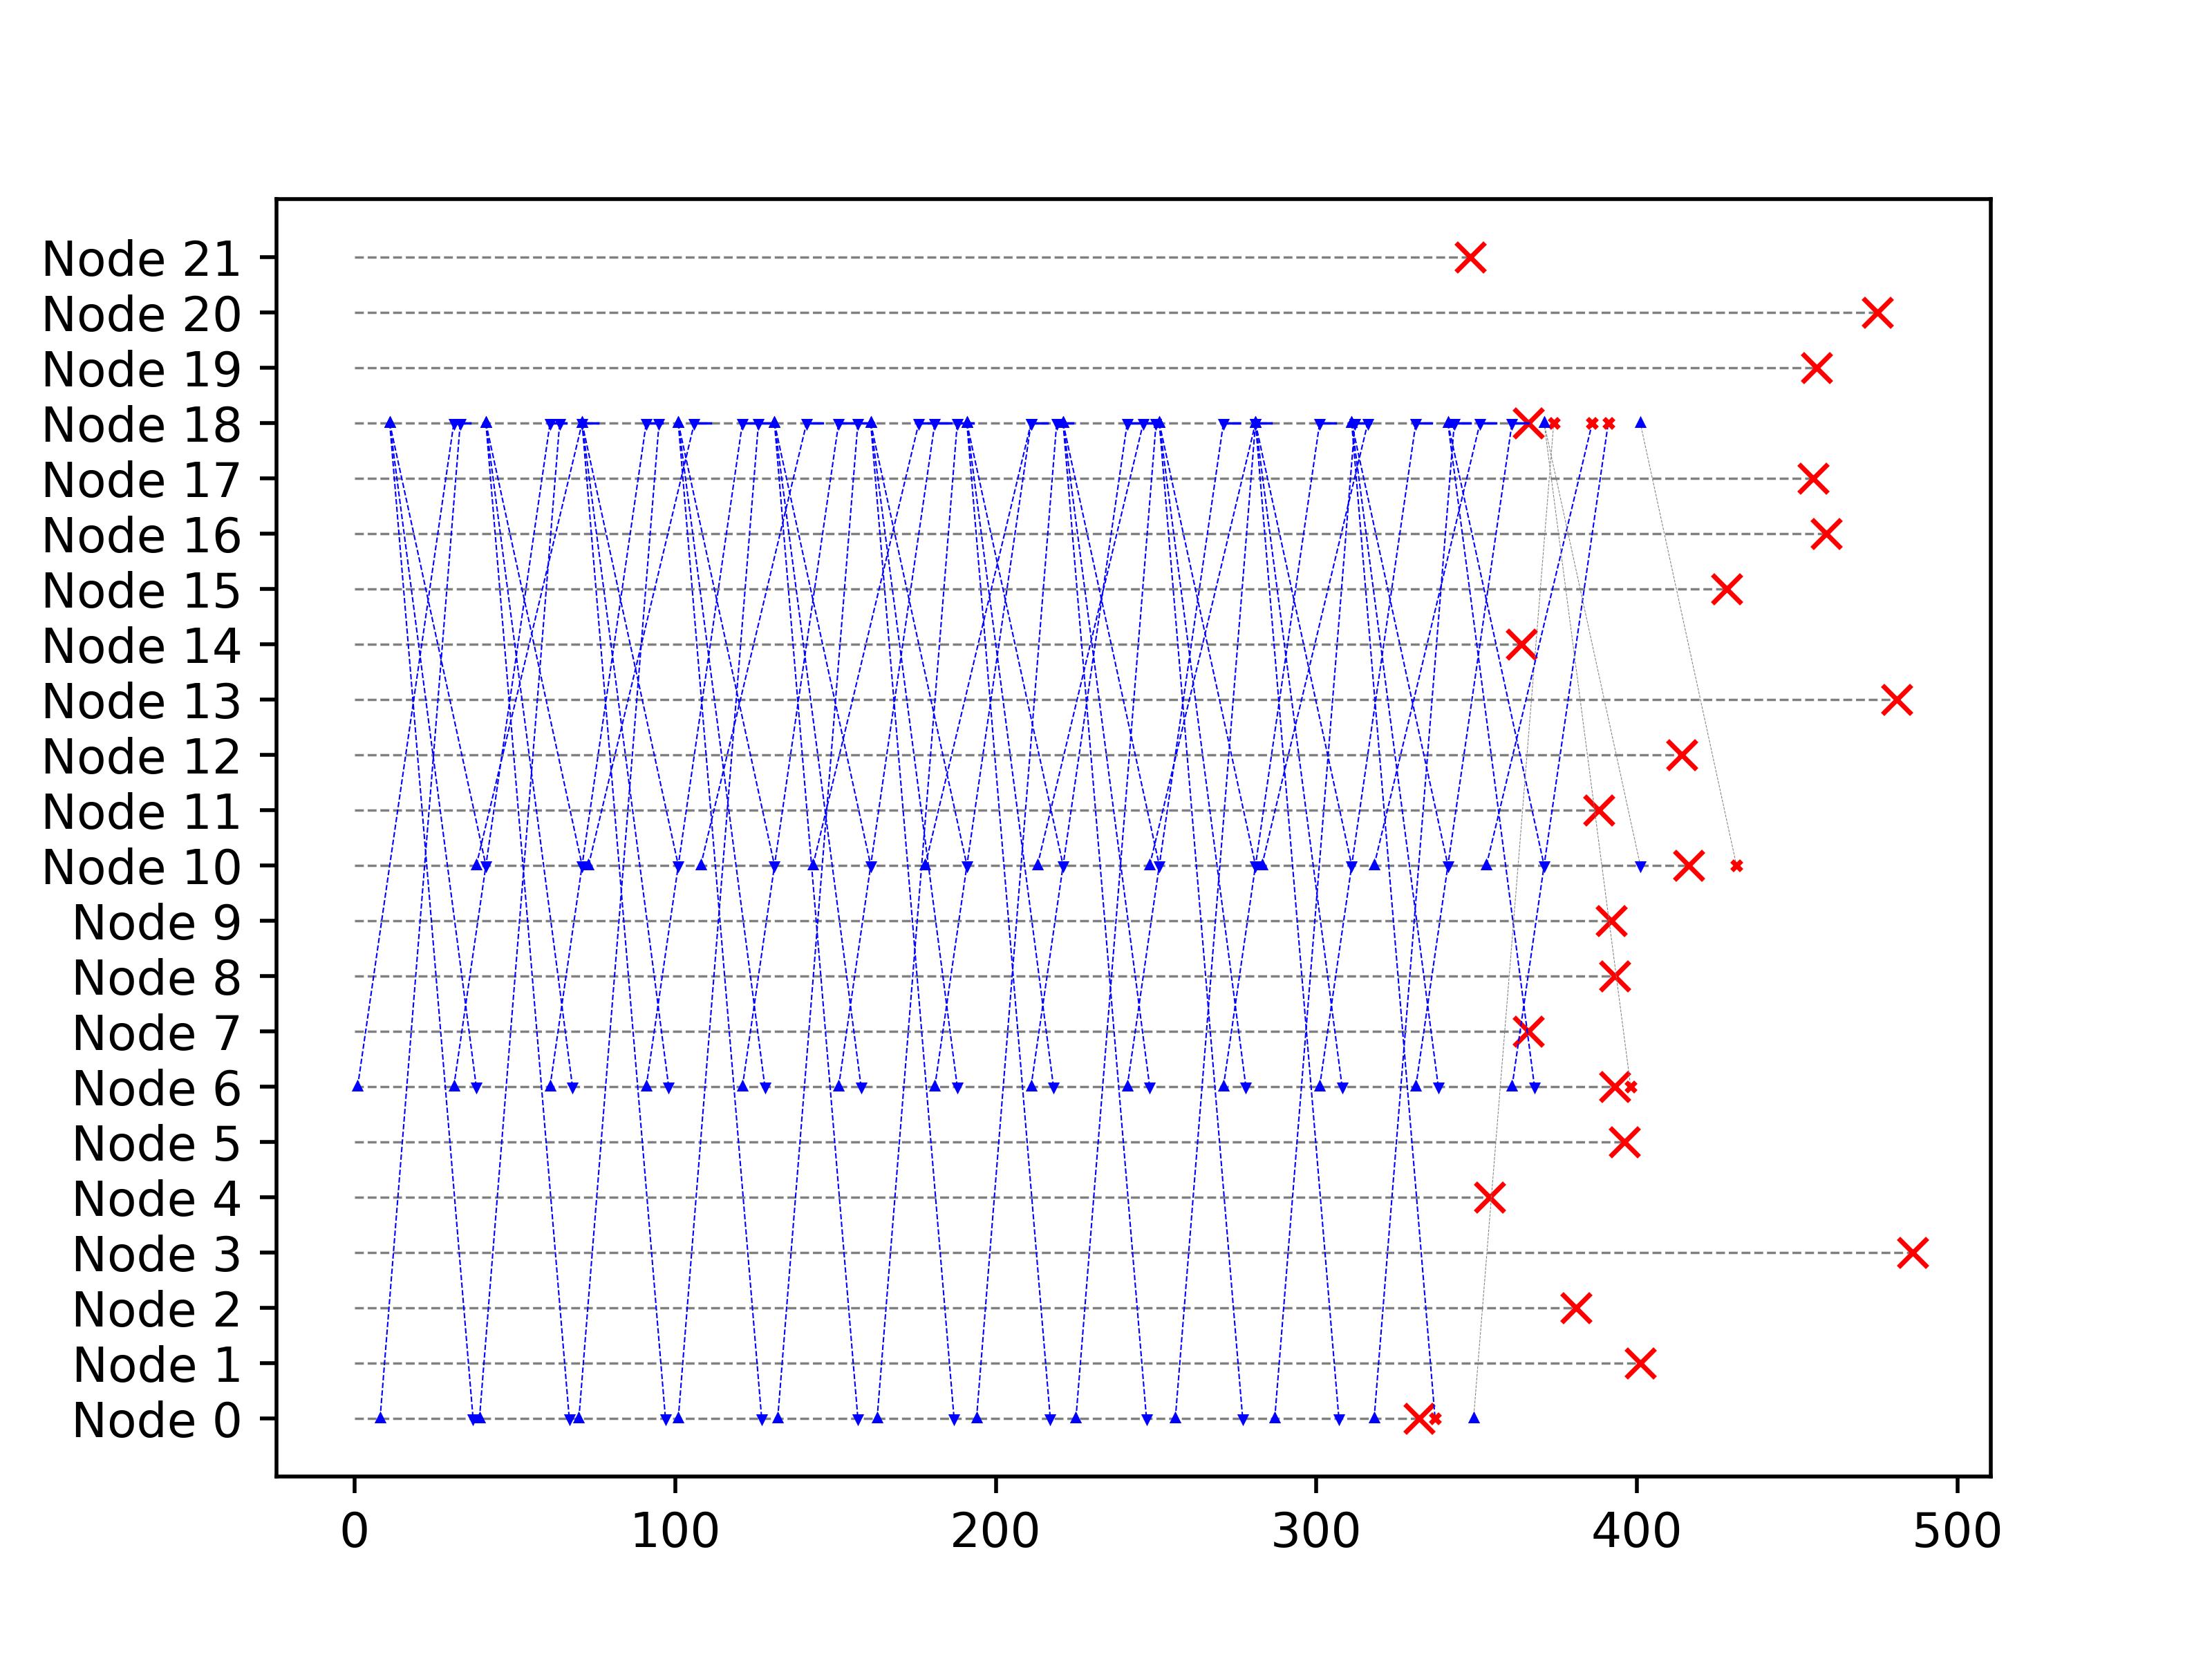 Node 21
Node 20
Node 19
Node 18
Node 17
Node 16
Node 15
Node 14
Node 13
Node 12
Node 11
Node 10
Node 9
Node 8
Node 7
Node 6
Node 5
Node 4
Node 3
Node 2
Node 1
Node 0
0 100 200 300 400 500